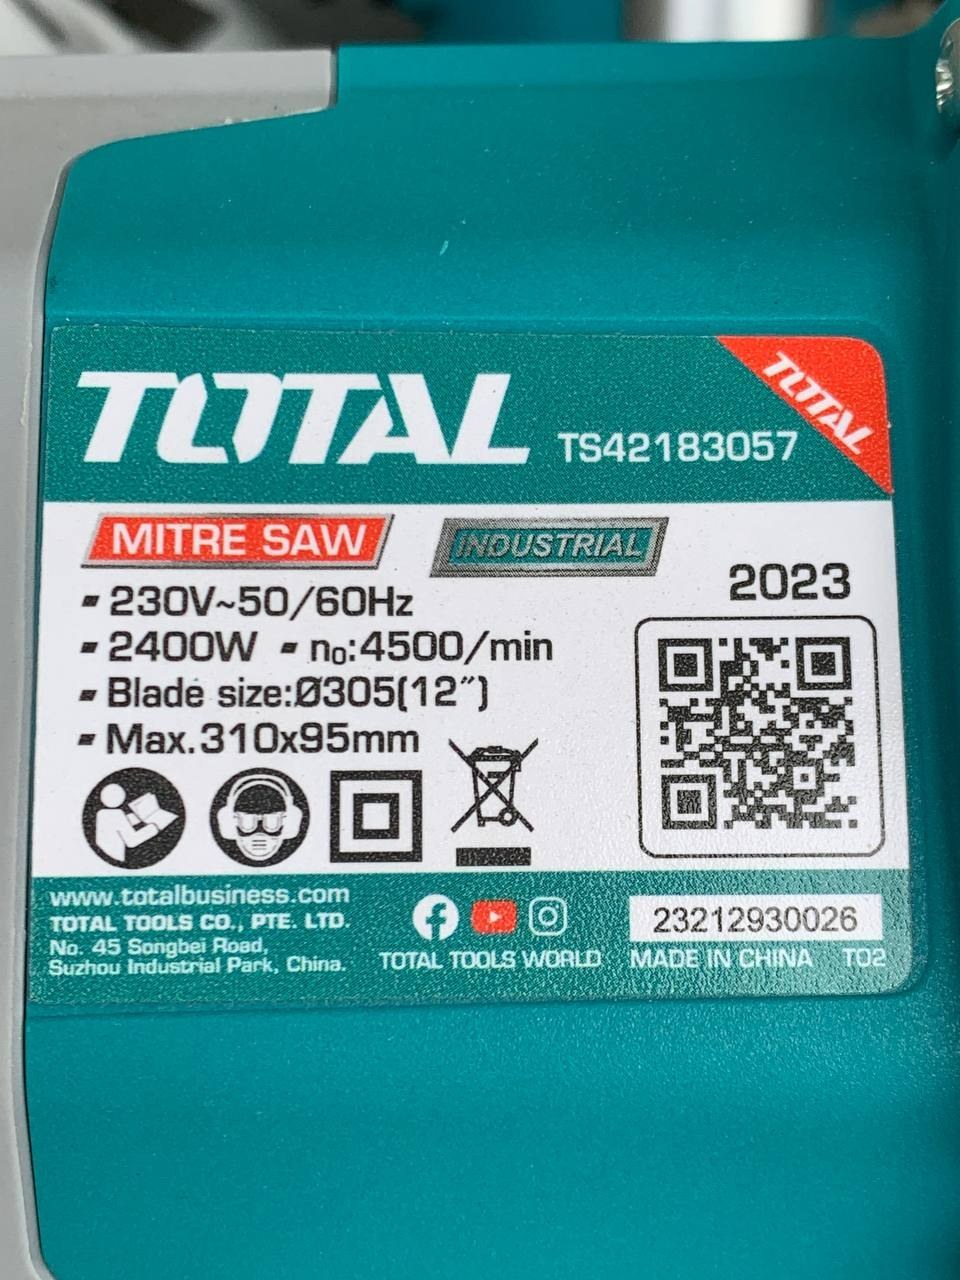 TOTAL
TS42183057
TOTAL
MITRE SAW
INDUSTRIAL
2023
- 230V~50/60Hz
- 2400W - n₀:4500/min
- Blade size:Ø305(12″)
- Max.310x95mm
www.totalbusiness.com
TOTAL TOOLS CO., PTE. LTD.
No. 45 Songbei Road,
Suzhou Industrial Park, China.
TOTAL TOOLS WORLD
23212930026
MADE IN CHINA T02